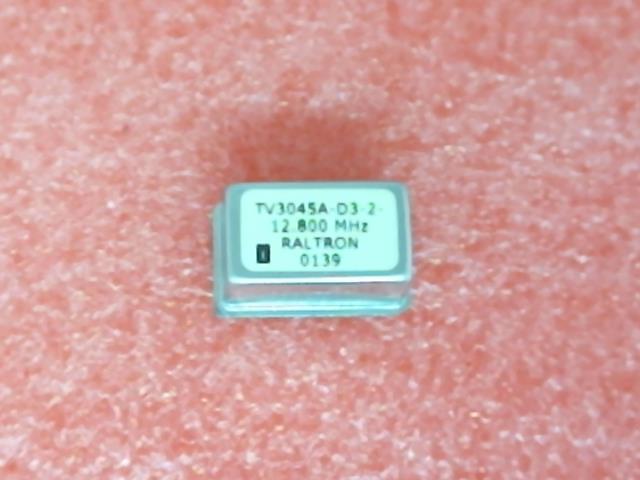 TV3045A-D3-2-
12.800 MHz
RALTRON
0139